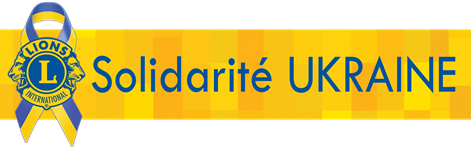 LIONS
L
INTERNATIONAL
Solidarité UKRAINE